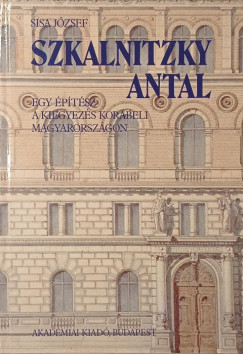 SISA JÓZSEF
SZKALNITZKY
ANTAL
EGY ÉPÍTÉSZ
A KIEGYEZÉS KORABELI
MAGYARORSZÁGON
AKADÉMIAI KIADÓ, BUDAPEST